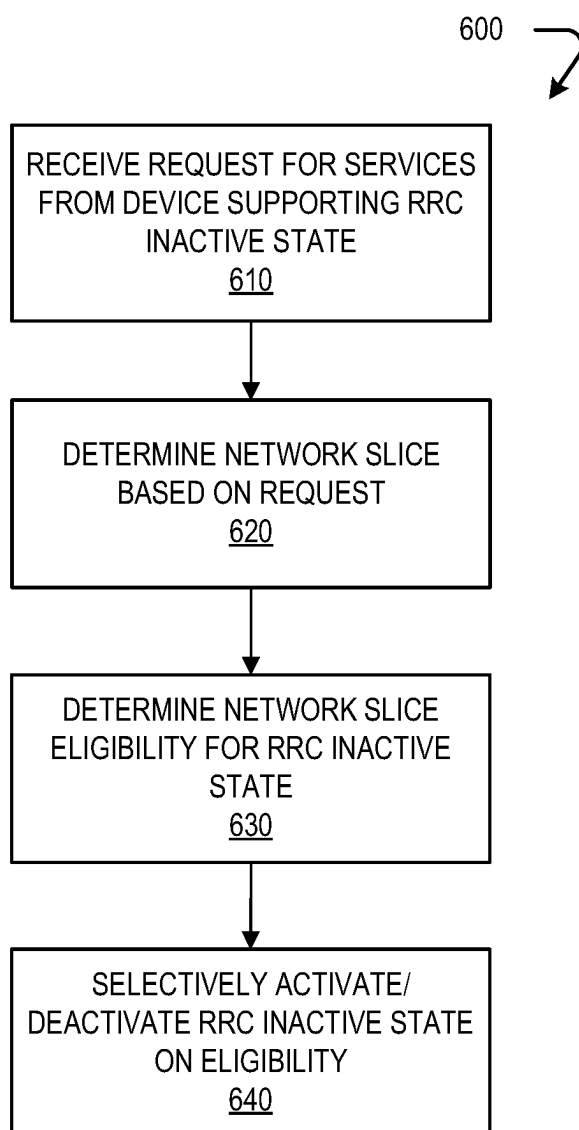 600
RECEIVE REQUEST FOR SERVICES
FROM DEVICE SUPPORTING RRC
INACTIVE STATE
610
DETERMINE NETWORK SLICE
BASED ON REQUEST
620
DETERMINE NETWORK SLICE
ELIGIBILITY FOR RRC INACTIVE
STATE
630
SELECTIVELY ACTIVATE/
DEACTIVATE RRC INACTIVE STATE
ON ELIGIBILITY
640